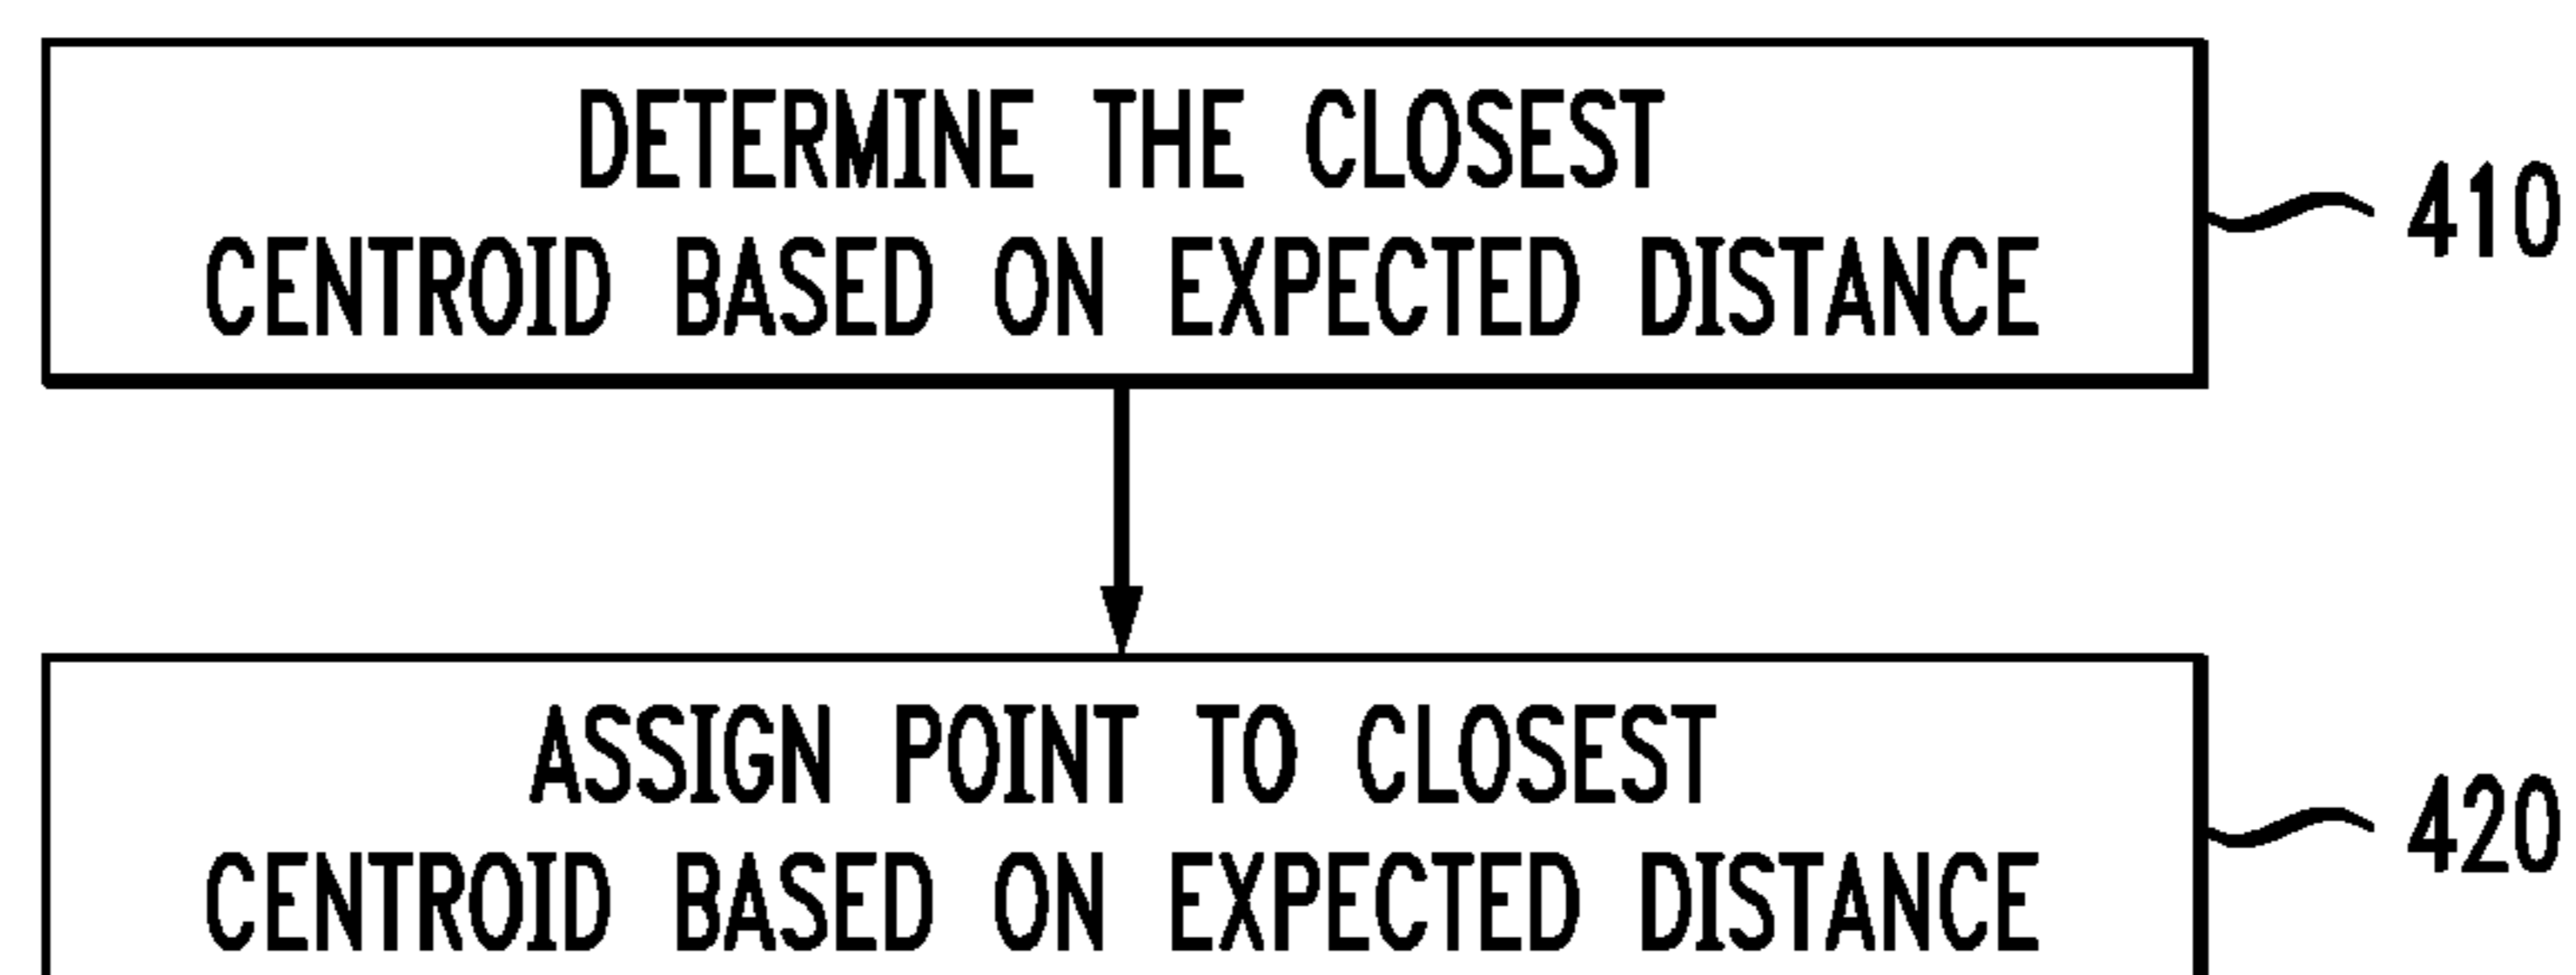 DETERMINE THE CLOSEST
CENTROID BASED ON EXPECTED DISTANCE
410
ASSIGN POINT TO CLOSEST
CENTROID BASED ON EXPECTED DISTANCE
420